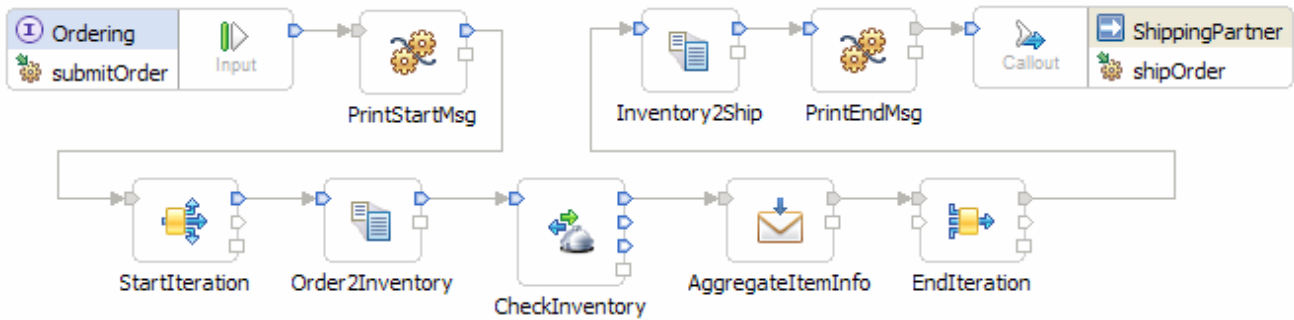 Ordering
submitOrder
Input
PrintStartMsg
Inventory2Ship
PrintEndMsg
Callout
ShippingPartner
shipOrder
StartIteration
Order2Inventory
CheckInventory
AggregateItemInfo
EndIteration